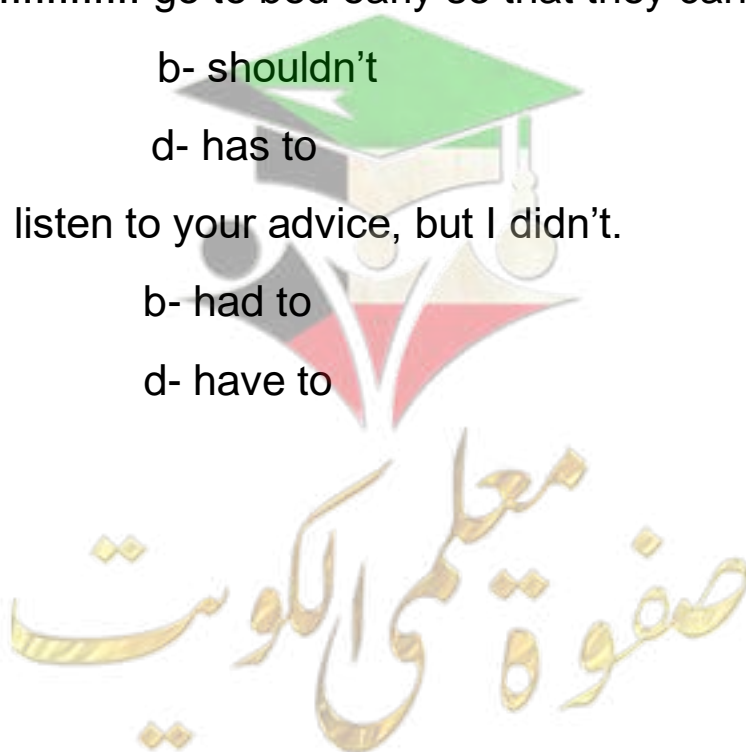 ............. go to bed early so that they can
b- shouldn’t
d- has to
listen to your advice, but I didn’t.
b- had to
d- have to
صفوة معلمى الكويت